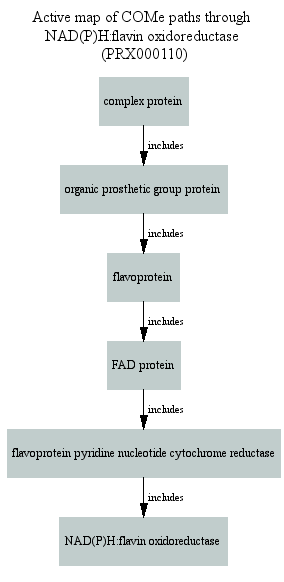 Active map of COMe paths through
NAD(P)H:flavin oxidoreductase
(PRX000110)
complex protein
includes
organic prosthetic group protein
includes
flavoprotein
includes
FAD protein
includes
flavoprotein pyridine nucleotide cytochrome reductase
includes
NAD(P)H:flavin oxidoreductase